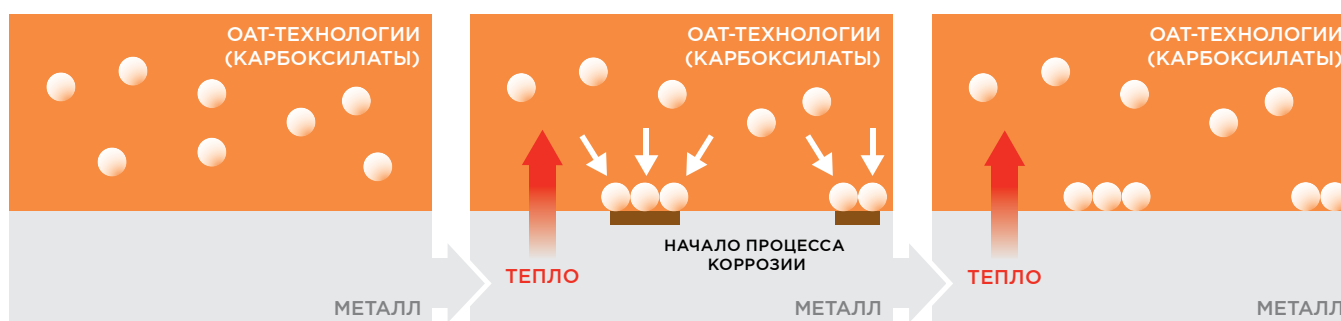 ОАТ-ТЕХНОЛОГИИ
(КАРБОКСИЛАТЫ)
МЕТАЛЛ
ОАТ-ТЕХНОЛОГИИ
(КАРБОКСИЛАТЫ)
НАЧАЛО ПРОЦЕССА
КОРРОЗИИ
ТЕПЛО
МЕТАЛЛ
ОАТ-ТЕХНОЛОГИИ
(КАРБОКСИЛАТЫ)
ТЕПЛО
МЕТАЛЛ